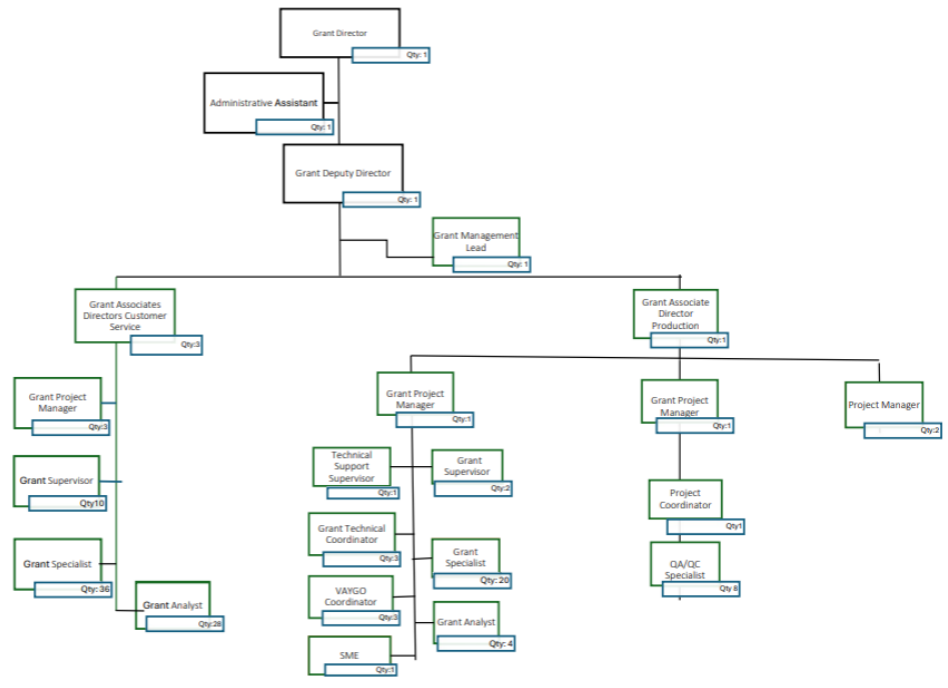 Grant Director
Qty: 1
Administrative Assistant
Qty: 1
Grant Deputy Director
Qty: 1
Grant Management
Lead
Qty: 1
Grant Associates
Directors Customer
Service
Qty:3
Grant Associate
Director
Production
Qty:1
Grant Project
Manager
Qty:3
Grant Supervisor
Qty10
Grant Specialist
Qty: 36
Grant Analyst
Qty:28
Grant Project
Manager
Qty:1
Technical
Support
Supervisor
Qty:1
Grant
Supervisor
Qty:2
Grant Technical
Coordinator
Qty:3
Grant
Specialist
Qty: 20
VAYGO
Coordinator
Qty:3
Grant Analyst
Qty: 4
SME
Qty:1
Grant Project
Manager
Qty:1
Project
Coordinator
Qty1
QA/QC
Specialist
Qty 8
Project Manager
Qty:2